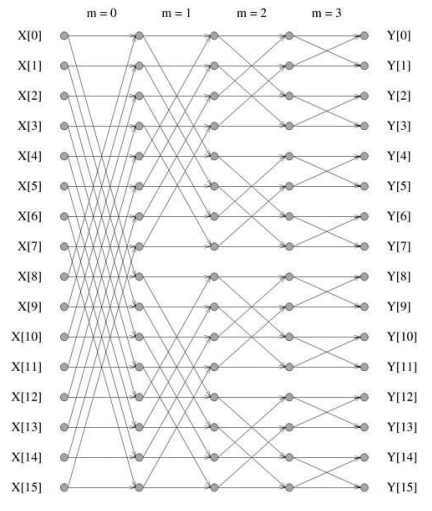 m = 0 m = 1 m = 2 m = 3
X[0] Y[0]
X[1] Y[1]
X[2] Y[2]
X[3] Y[3]
X[4] Y[4]
X[5] Y[5]
X[6] Y[6]
X[7] Y[7]
X[8] Y[8]
X[9] Y[9]
X[10] Y[10]
X[11] Y[11]
X[12] Y[12]
X[13] Y[13]
X[14] Y[14]
X[15] Y[15]